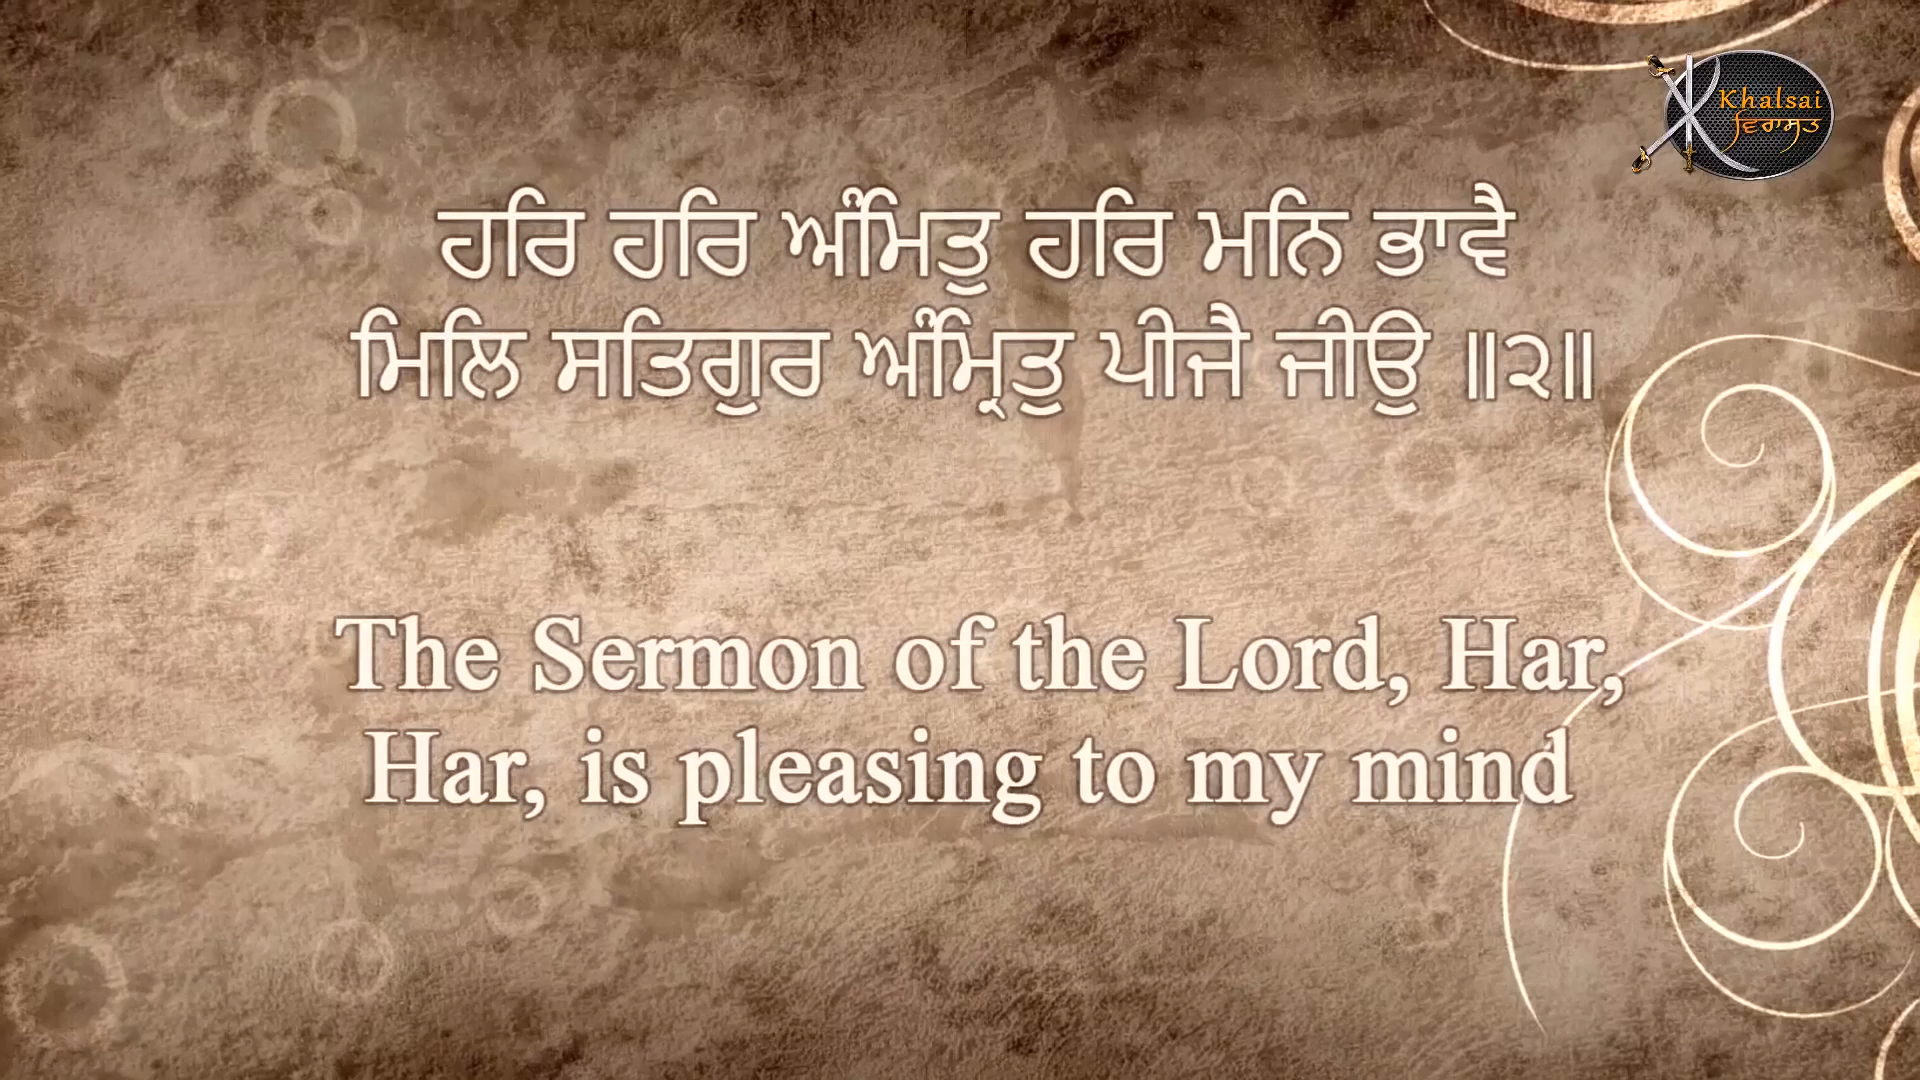 Khalsai
ਵਿਰਾਸਤ
ਹਰਿ ਹਰਿ ਅੰਮਿਤੁ ਹਰਿ ਮਨਿ ਭਾਵੈ
ਮਿਲਿ ਸਤਿਗੁਰ ਅੰਮ੍ਰਿਤੁ ਪੀਜੈ ਜੀਉ ॥੨॥
The Sermon of the Lord, Har,
Har, is pleasing to my mind